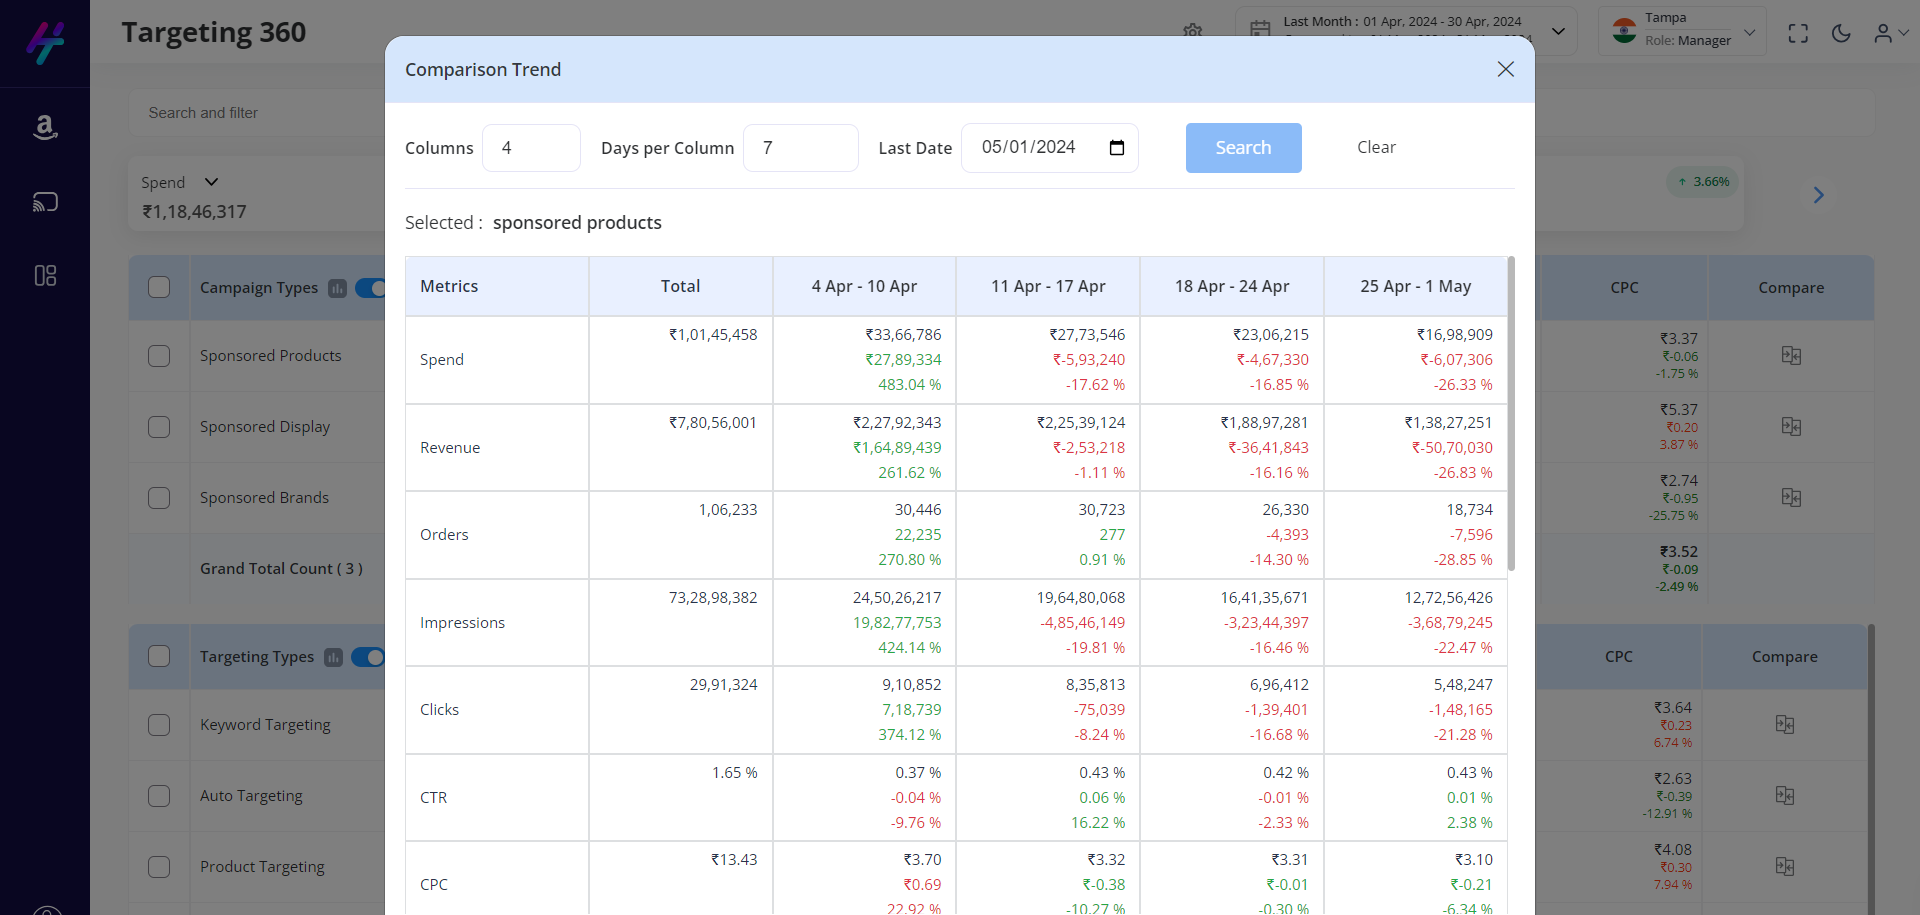 Targeting 360
Last Month : 01 Apr, 2024 - 30 Apr, 2024
Tampa
Role: Manager
Search and filter
Spend
₹1,18,46,317
↑ 3.66%
Comparison Trend
Columns 4 Days per Column 7 Last Date 05/01/2024 Search Clear
Selected : sponsored products
Metrics Total 4 Apr - 10 Apr 11 Apr - 17 Apr 18 Apr - 24 Apr 25 Apr - 1 May
Spend ₹1,01,45,458 ₹33,66,786 ₹27,73,546 ₹23,06,215 ₹16,98,909
₹27,89,334 ₹-5,93,240 ₹-4,67,330 ₹-6,07,306
483.04 % -17.62 % -16.85 % -26.33 %
Revenue ₹7,80,56,001 ₹2,27,92,343 ₹2,25,39,124 ₹1,88,97,281 ₹1,38,27,251
₹1,64,89,439 ₹-2,53,218 ₹-36,41,843 ₹-50,70,030
261.62 % -1.11 % -16.16 % -26.83 %
Orders 1,06,233 30,446 30,723 26,330 18,734
22,235 277 -4,393 -7,596
270.80 % 0.91 % -14.30 % -28.85 %
Impressions 73,28,98,382 24,50,26,217 19,64,80,068 16,41,35,671 12,72,56,426
19,82,77,753 -4,85,46,149 -3,23,44,397 -3,68,79,245
424.14 % -19.81 % -16.46 % -22.47 %
Clicks 29,91,324 9,10,852 8,35,813 6,96,412 5,48,247
7,18,739 -75,039 -1,39,401 -1,48,165
374.12 % -8.24 % -16.68 % -21.28 %
CTR 1.65 % 0.37 % 0.43 % 0.42 % 0.43 %
-0.04 % 0.06 % -0.01 % 0.01 %
-9.76 % 16.22 % -2.33 % 2.38 %
CPC ₹13.43 ₹3.70 ₹3.32 ₹3.31 ₹3.10
₹0.69 ₹-0.38 ₹-0.01 ₹-0.21
22.92 % -10.27 % -0.30 % -6.34 %
Campaign Types
Sponsored Products
Sponsored Display
Sponsored Brands
Grand Total Count ( 3 )
CPC Compare
₹3.37
₹-0.06
-1.75 %
₹5.37
₹0.20
3.87 %
₹2.74
₹-0.95
-25.75 %
₹3.52
₹-0.09
-2.49 %
Targeting Types
Keyword Targeting
Auto Targeting
Product Targeting
CPC Compare
₹3.64
₹0.23
6.74 %
₹2.63
₹-0.39
-12.91 %
₹4.08
₹0.30
7.94 %